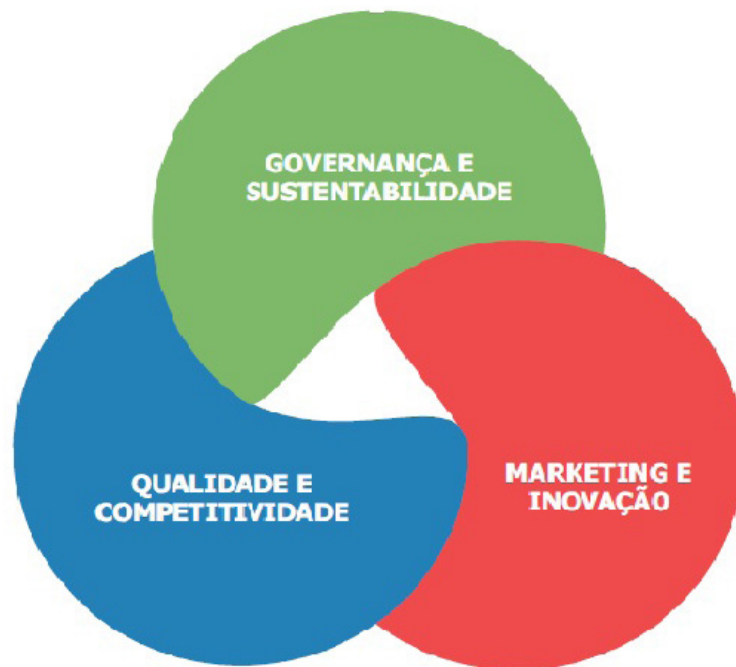 GOVERNANÇA E
SUSTENTABILIDADE
QUALIDADE E
COMPETITIVIDADE
MARKETING E
INOVAÇÃO